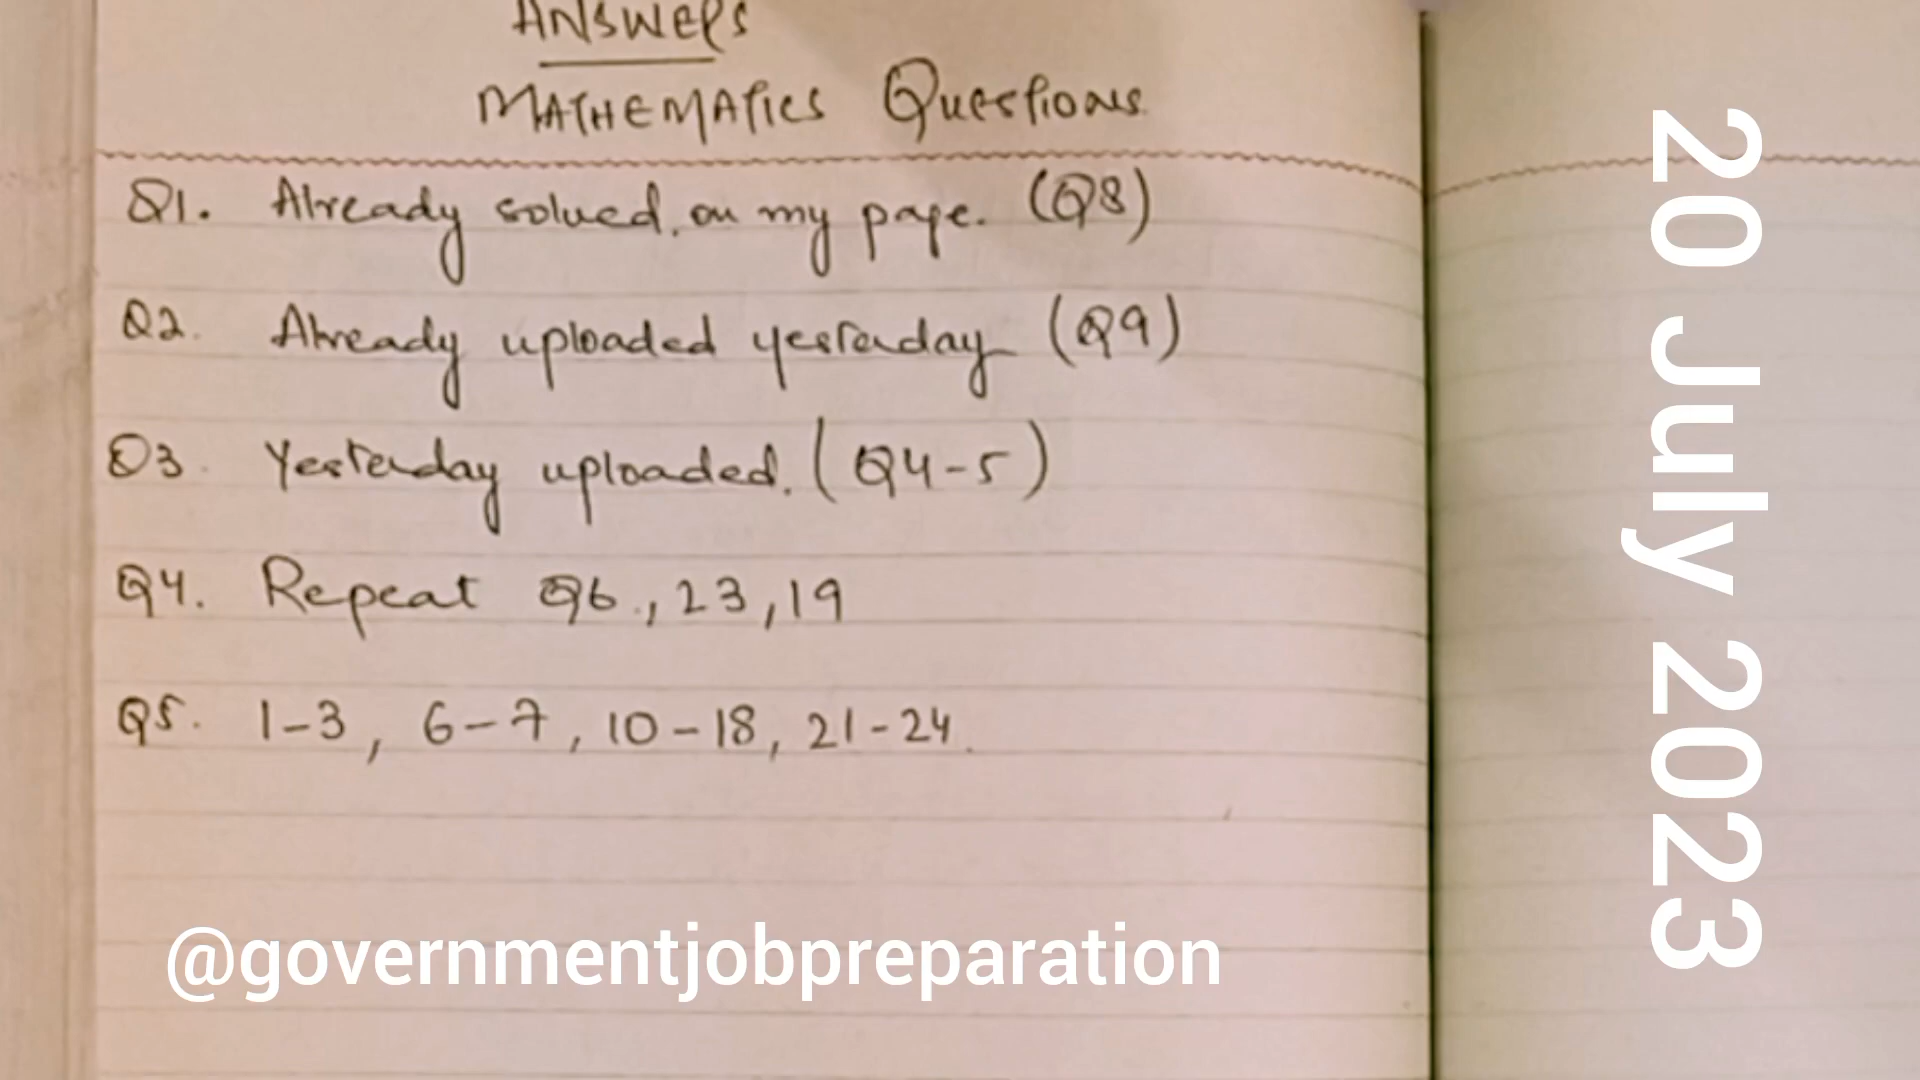 ANSWERS
MATHEMATICS Questions
Q1. Already solved on my page. (Q8)
Q2. Already uploaded yesterday (Q9)
Q3. Yesterday uploaded. (Q4-5)
Q4. Repeat Q6, 23, 19
Q5. 1-3, 6-7, 10-18, 21-24.
@governmentjobpreparation
20 July 2023